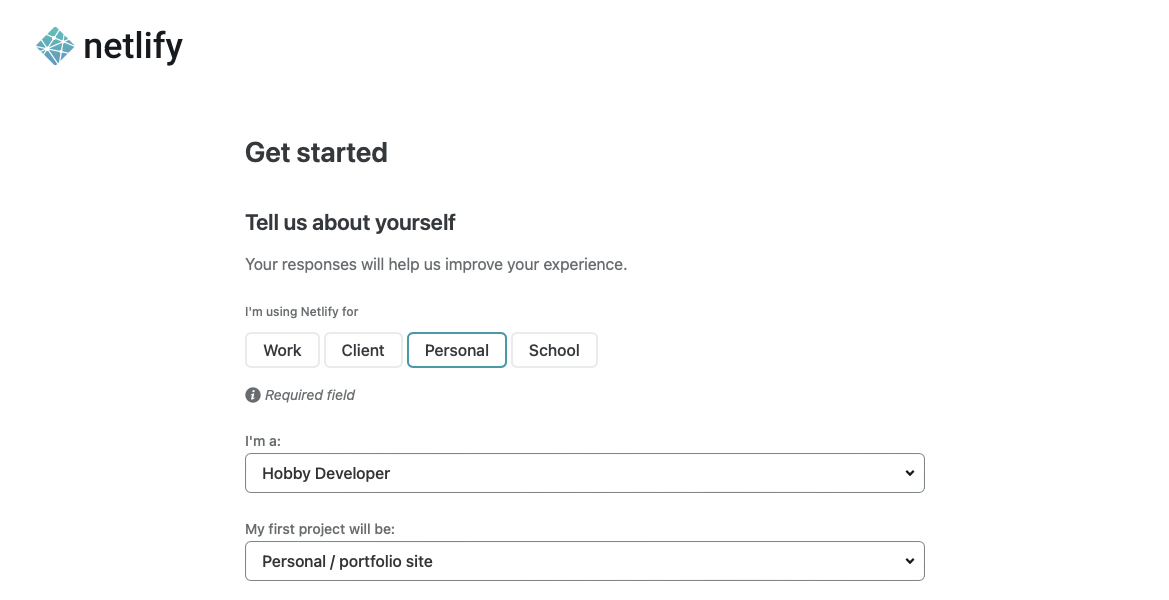 netlify
Get started
Tell us about yourself
Your responses will help us improve your experience.
I'm using Netlify for
Work Client Personal School
Required field
I'm a:
Hobby Developer
My first project will be:
Personal / portfolio site